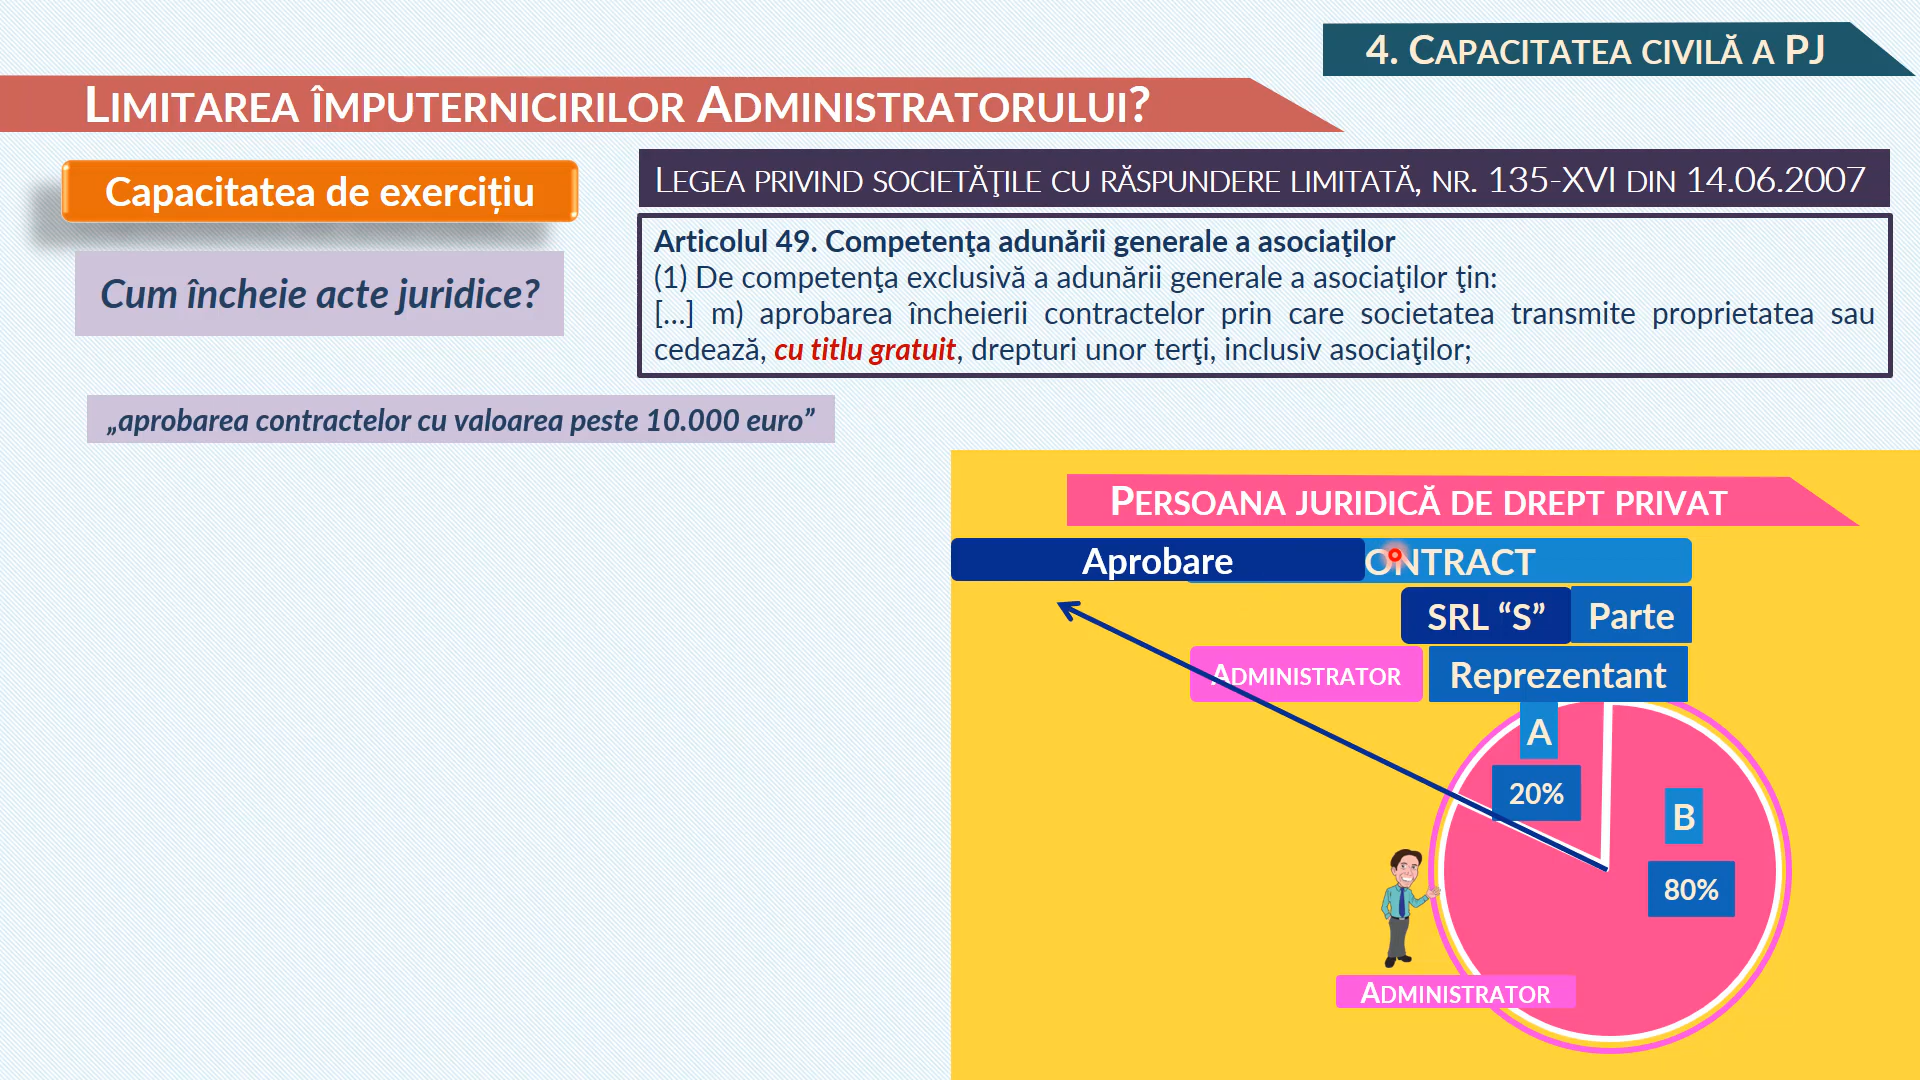 4. Capacitatea civilă a PJ
Limitarea împuternicirilor Administratorului?
Capacitatea de exercițiu
Cum încheie acte juridice?
Legea privind societăţile cu răspundere limitată, nr. 135-XVI din 14.06.2007
Articolul 49. Competenţa adunării generale a asociaţilor
(1) De competenţa exclusivă a adunării generale a asociaţilor ţin:
[...] m) aprobarea încheierii contractelor prin care societatea transmite proprietatea sau
cedează, cu titlu gratuit, drepturi unor terţi, inclusiv asociaţilor;
„aprobarea contractelor cu valoarea peste 10.000 euro”
Persoana juridică de drept privat
Aprobare
ONTRACT
SRL “S” Parte
Administrator Reprezentant
A
20%
B
80%
Administrator